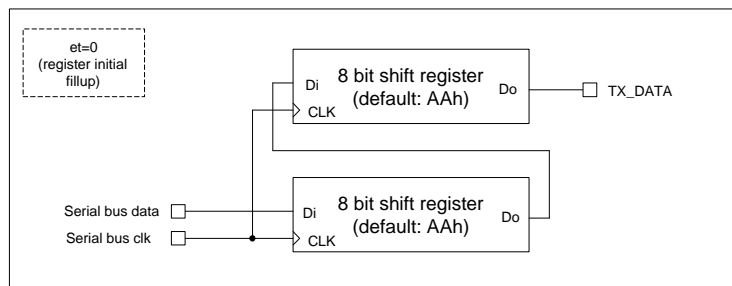 et=0
(register initial
fillup)
8 bit shift register
(default: AAh)
Di
Do
CLK
TX_DATA
8 bit shift register
(default: AAh)
Serial bus data
Di
Do
Serial bus clk
CLK